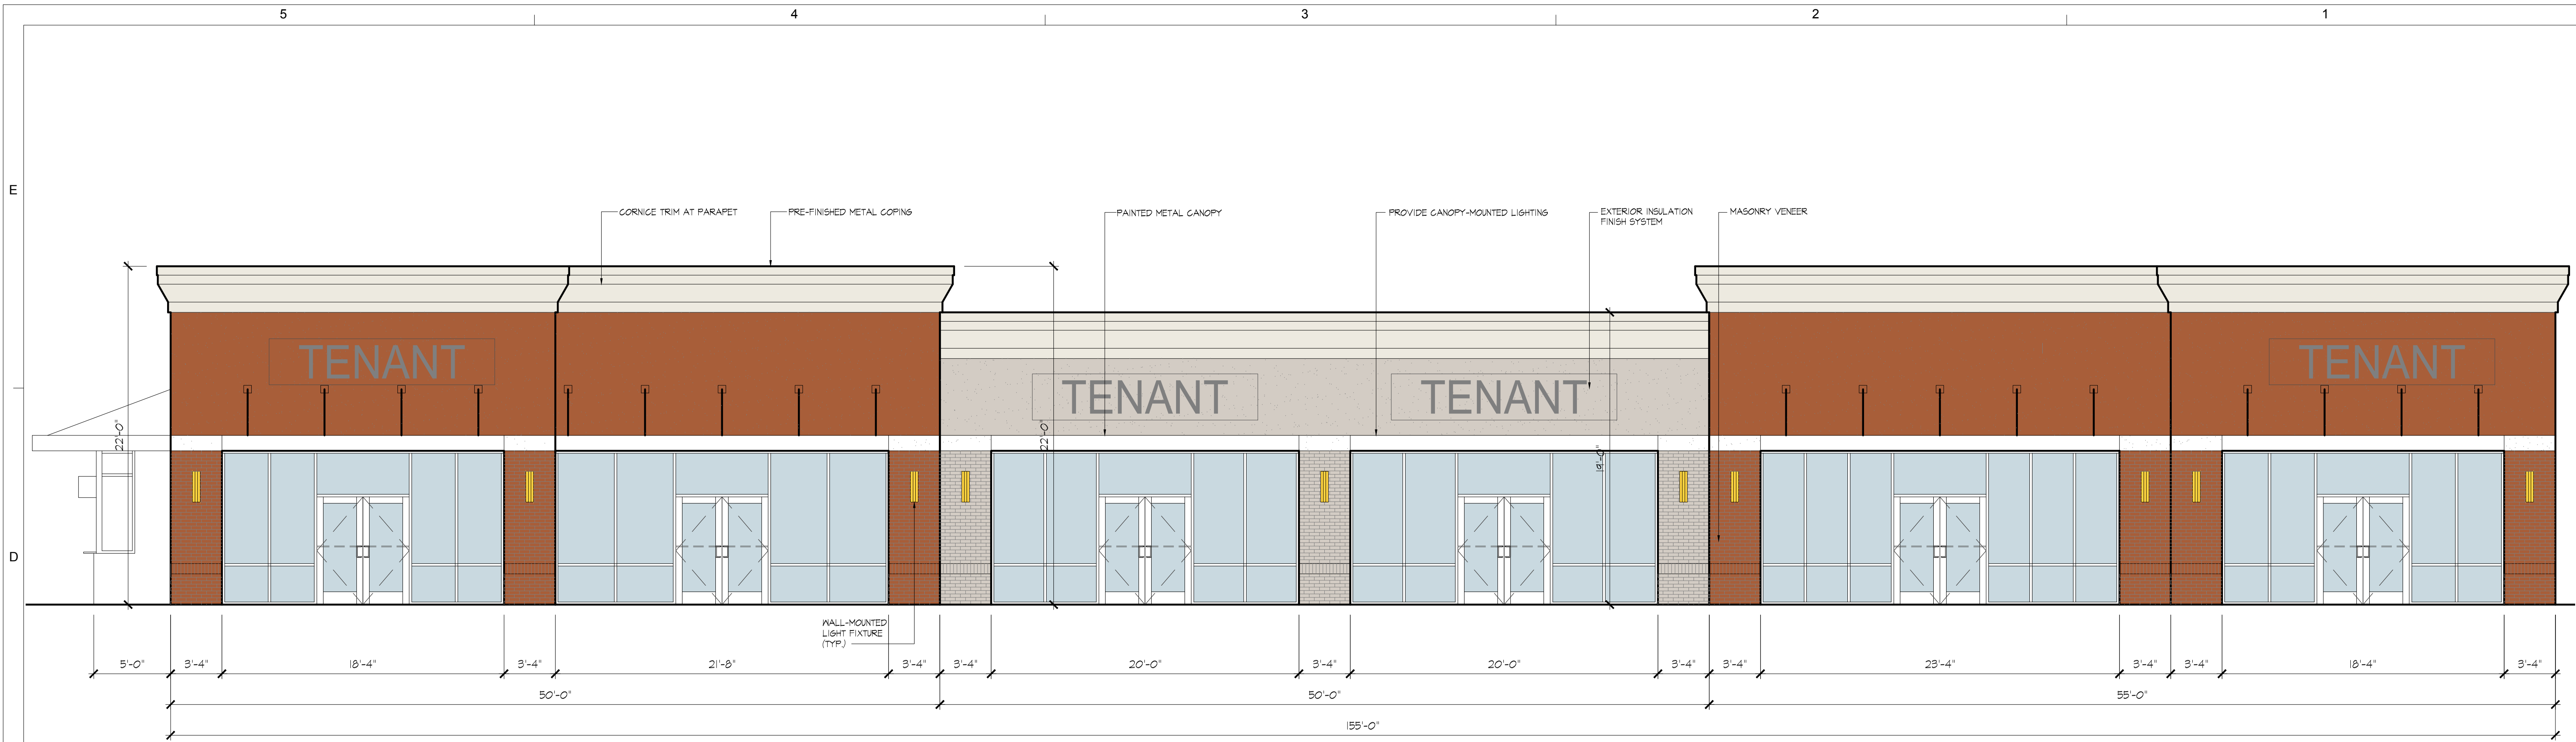 5
4
3
2
1
E
CORNICE TRIM AT PARAPET
PRE-FINISHED METAL COPING
PAINTED METAL CANOPY
PROVIDE CANOPY-MOUNTED LIGHTING
EXTERIOR INSULATION
FINISH SYSTEM
MASONRY VENEER
TENANT
TENANT
TENANT
TENANT
22'-0"
22'-0"
19'-0"
D
WALL-MOUNTED
LIGHT FIXTURE
(TYP.)
5'-0"
3'-4"
18'-4"
3'-4"
21'-8"
3'-4"
3'-4"
20'-0"
3'-4"
20'-0"
3'-4"
3'-4"
23'-4"
3'-4"
3'-4"
18'-4"
3'-4"
50'-0"
50'-0"
55'-0"
155'-0"